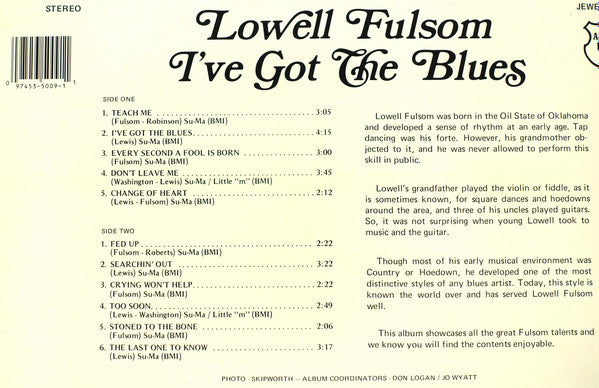 STEREO
JEWE
Lowell Fulsom
I've Got The Blues
97453-5009-1 1
SIDE ONE
1. TEACH ME 3:05
(Fulsom - Robinson) Su-Ma (BMI)
2. I'VE GOT THE BLUES 4:15
(Lewis) Su-Ma (BMI)
3. EVERY SECOND A FOOL IS BORN 3:00
(Fulsom) Su-Ma (BMI)
4. DON'T LEAVE ME 3:45
(Washington - Lewis) Su-Ma / Little "m" (BMI)
5. CHANGE OF HEART 2:12
(Lewis - Fulsom) Su-Ma (BMI)
SIDE TWO
1. FED UP 2:22
(Fulsom - Roberts) Su-Ma (BMI)
2. SEARCHIN' OUT 3:22
(Lewis) Su-Ma (BMI)
3. CRYING WON'T HELP 2:22
(Fulsom) Su-Ma (BMI)
4. TOO SOON 2:49
(Lewis - Washington) Su-Ma / Little "m" (BMI)
5. STONED TO THE BONE 2:06
(Fulsom) Su-Ma (BMI)
6. THE LAST ONE TO KNOW 3:17
(Lewis) Su-Ma (BMI)
Lowell Fulsom was born in the Oil State of Oklahoma
and developed a sense of rhythm at an early age. Tap
dancing was his forte. However, his grandmother ob-
jected to it, and he was never allowed to perform this
skill in public.
Lowell's grandfather played the violin or fiddle, as it
is sometimes known, for square dances and hoedowns
around the area, and three of his uncles played guitars.
So, it was not surprising when young Lowell took to
music and the guitar.
Though most of his early musical environment was
Country or Hoedown, he developed one of the most
distinctive styles of any blues artist. Today, this style is
known the world over and has served Lowell Fulsom
well.
This album showcases all the great Fulsom talents and
we know you will find the contents enjoyable.
PHOTO - SKIPWORTH — ALBUM COORDINATORS - DON LOGAN / JO WYATT